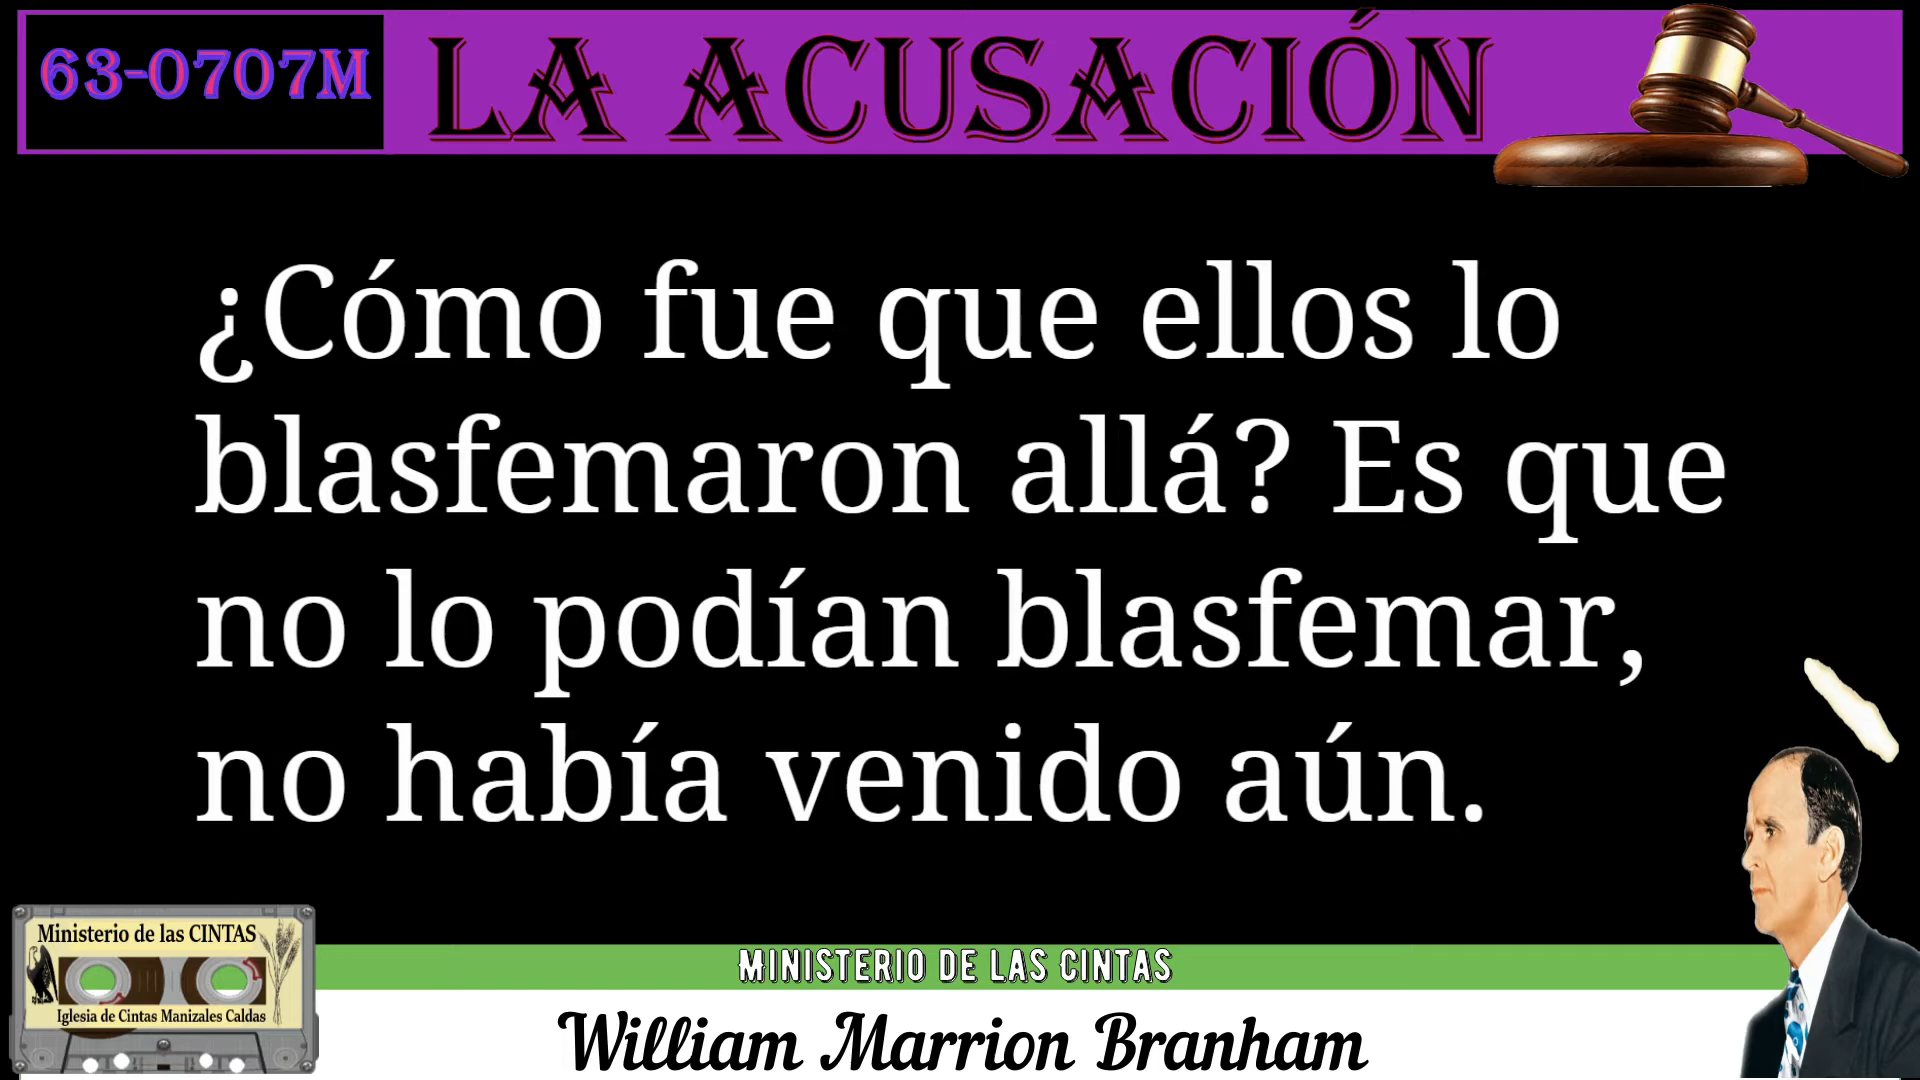 63-0707M
LA ACUSACIÓN
¿Cómo fue que ellos lo
blasfemaron allá? Es que
no lo podían blasfemar,
no había venido aún.
Ministerio de las CINTAS
Iglesia de Cintas Manizales Caldas
MINISTERIO DE LAS CINTAS
William Marrion Branham